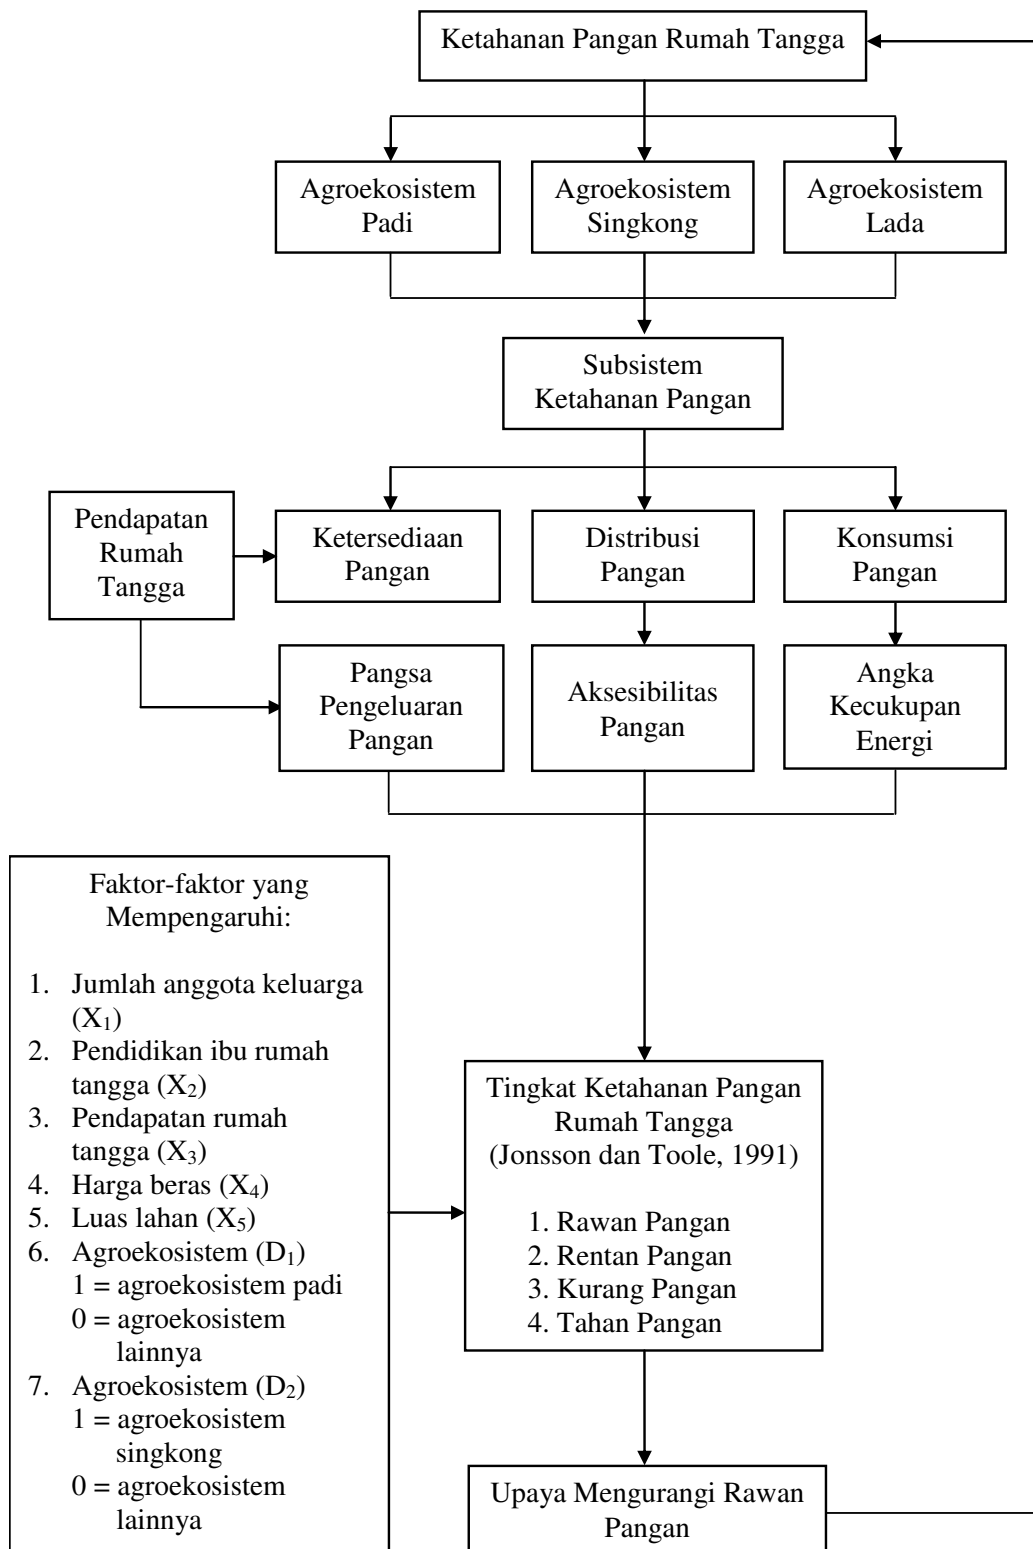 Ketahanan Pangan Rumah Tangga
Agroekosistem
Padi
Agroekosistem
Singkong
Agroekosistem
Lada
Subsistem
Ketahanan Pangan
Pendapatan
Rumah
Tangga
Ketersediaan
Pangan
Distribusi
Pangan
Konsumsi
Pangan
Pangsa
Pengeluaran
Pangan
Aksesibilitas
Pangan
Angka
Kecukupan
Energi
Faktor-faktor yang
Mempengaruhi:
1. Jumlah anggota keluarga
(X₁)
2. Pendidikan ibu rumah
tangga (X₂)
3. Pendapatan rumah
tangga (X₃)
4. Harga beras (X₄)
5. Luas lahan (X₅)
6. Agroekosistem (D₁)
1 = agroekosistem padi
0 = agroekosistem
lainnya
7. Agroekosistem (D₂)
1 = agroekosistem
singkong
0 = agroekosistem
lainnya
Tingkat Ketahanan Pangan
Rumah Tangga
(Jonsson dan Toole, 1991)
1. Rawan Pangan
2. Rentan Pangan
3. Kurang Pangan
4. Tahan Pangan
Upaya Mengurangi Rawan
Pangan